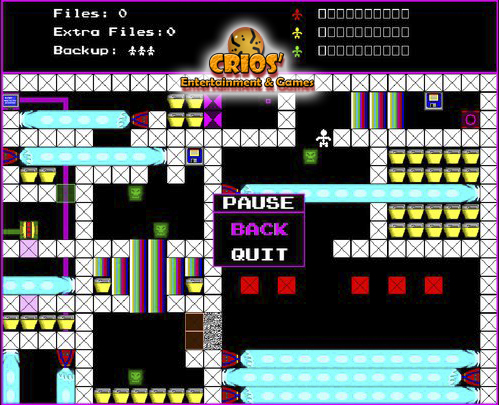 Files: 0
Extra Files:0
Backup:
CRIOS'
Entertainment & Games
PAUSE
BACK
QUIT